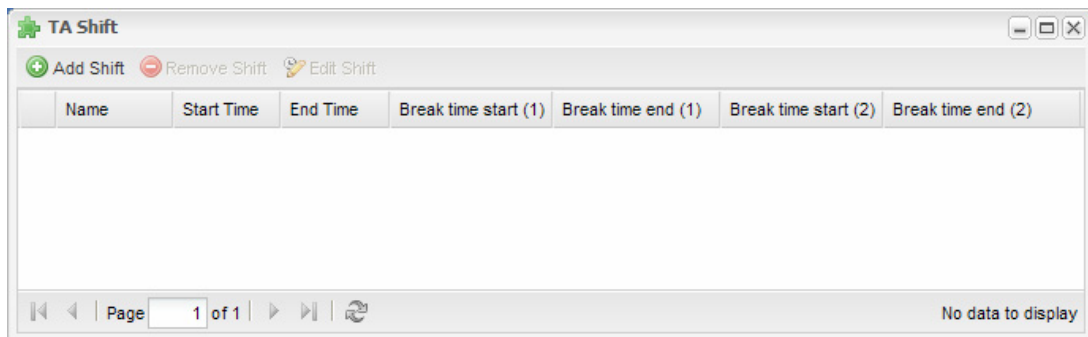 TA Shift
Add Shift Remove Shift Edit Shift
Name Start Time End Time Break time start (1) Break time end (1) Break time start (2) Break time end (2)
Page 1 of 1 No data to display